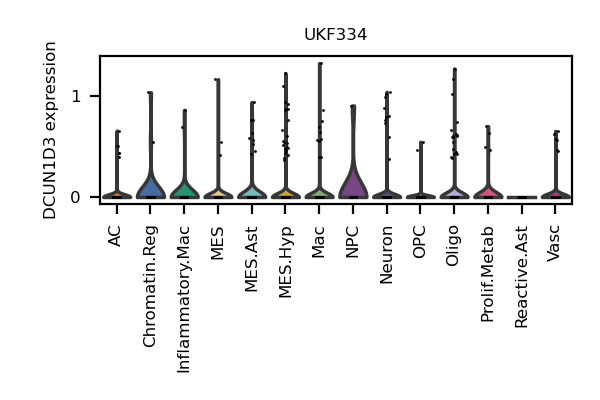 UKF334
DCUN1D3 expression
1
0
AC
Chromatin.Reg
Inflammatory.Mac
MES
MES.Ast
MES.Hyp
Mac
NPC
Neuron
OPC
Oligo
Prolif.Metab
Reactive.Ast
Vasc